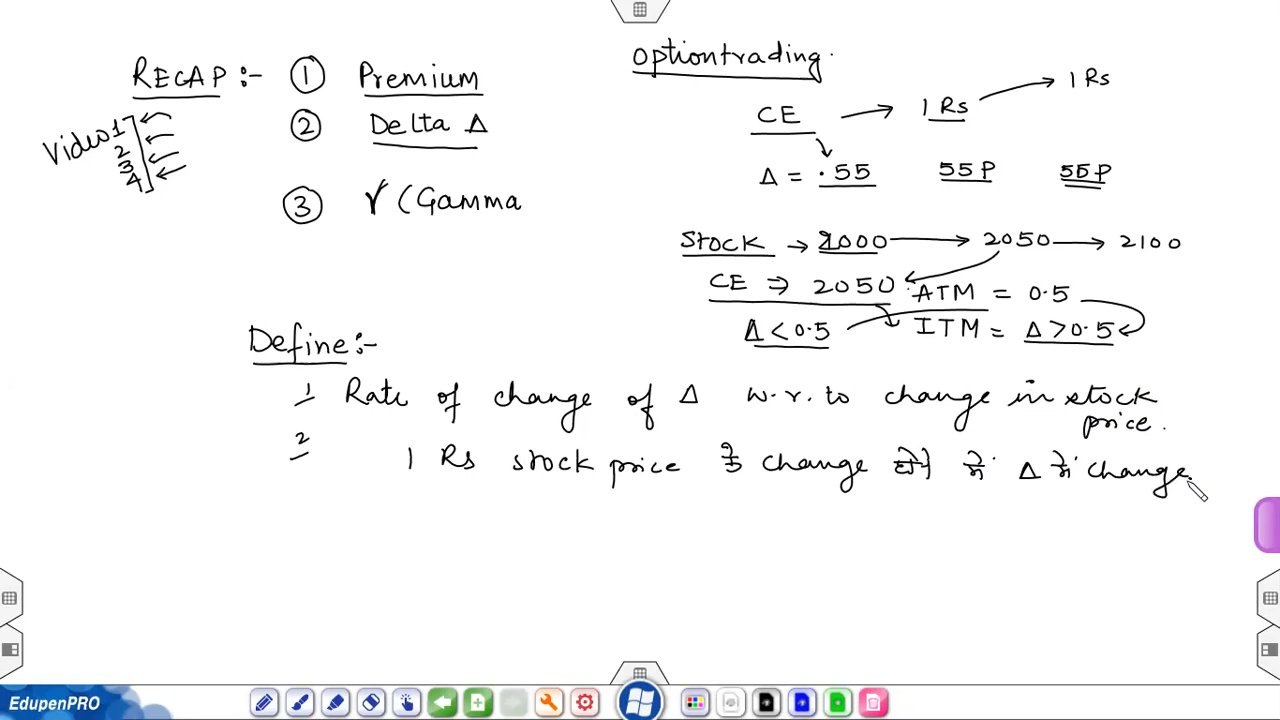 RECAP :- ① Premium
Video 1
2
3
4
② Delta Δ
③ γ (Gamma
Optiontrading.
CE → 1 Rs → 1 Rs
Δ = .55 55P 55P
Stock → 2000 → 2050 → 2100
CE ⇒ 2050 ATM = 0.5
Δ < 0.5 ITM = Δ > 0.5
Define :-
1 Rate of change of Δ w.r. to change in stock
price.
2 1 Rs stock price के change होने में Δ में change.
EdupenPRO